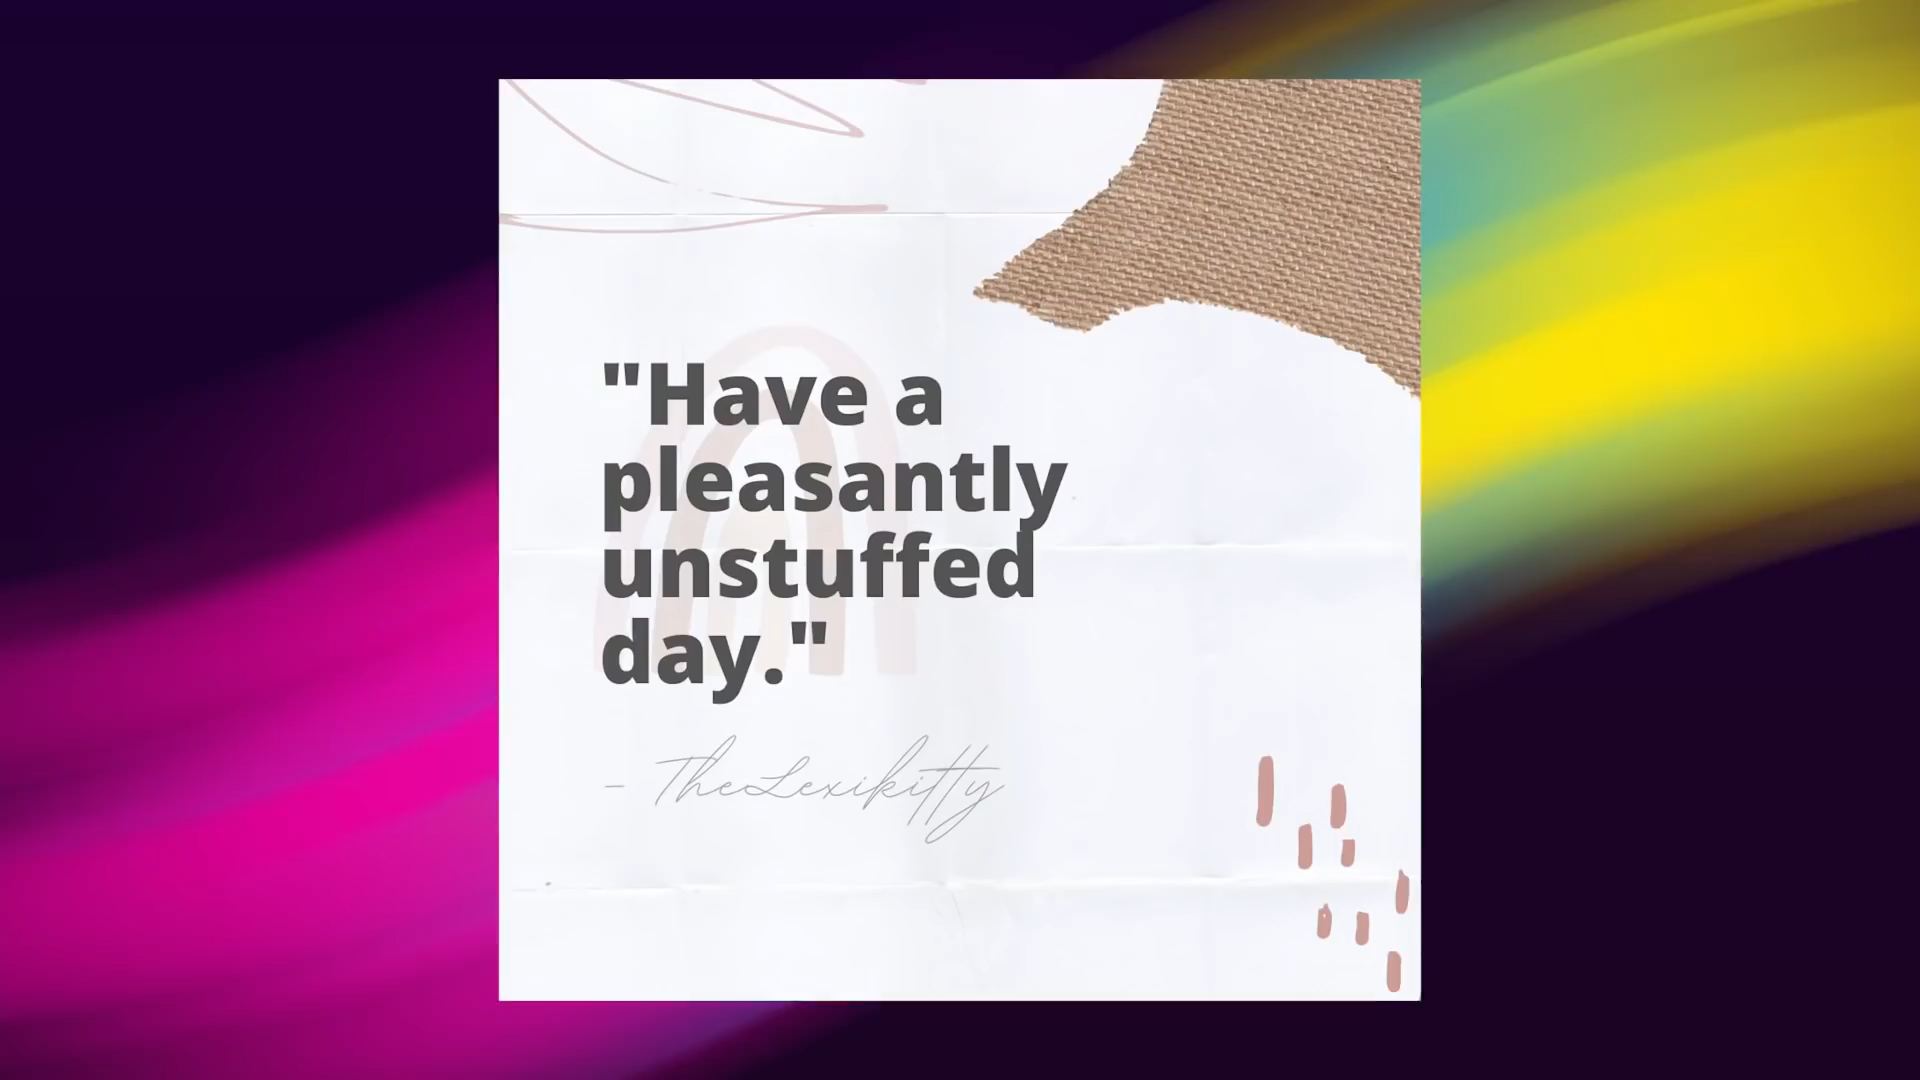 "Have a
pleasantly
unstuffed
day."
- TheLexikitty